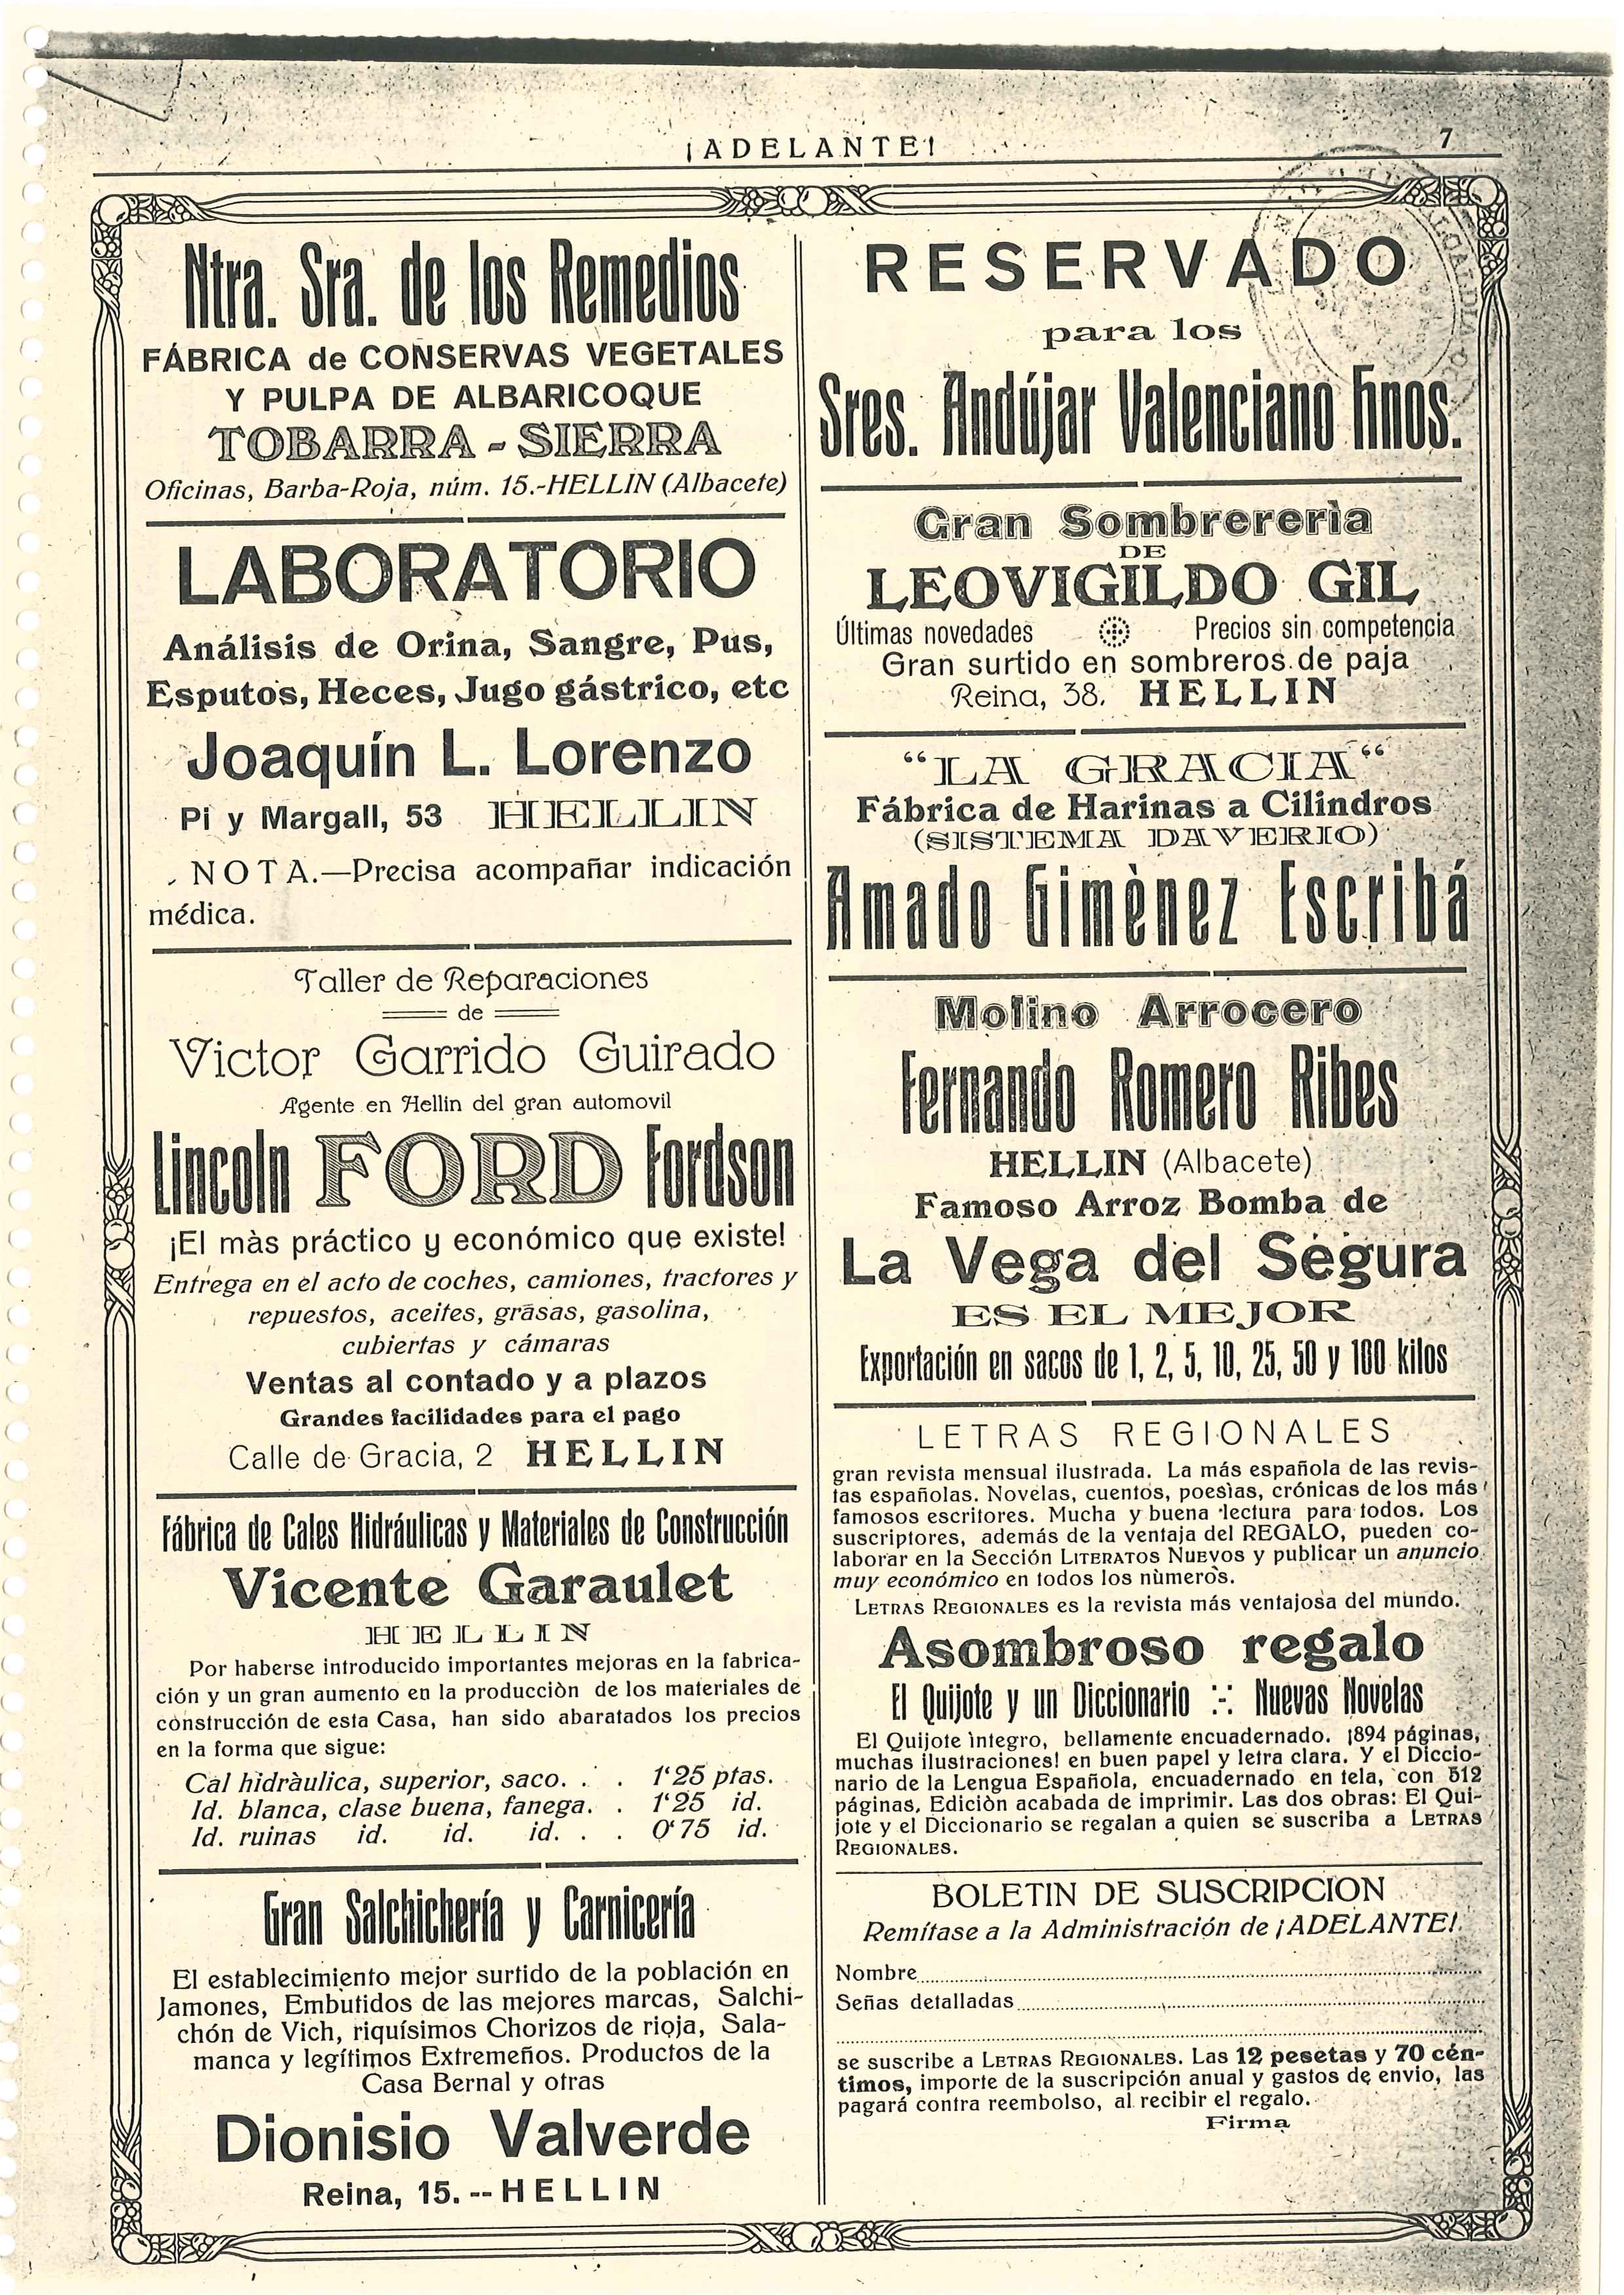 ¡ADELANTE!
7
Ntra. Sra. de los Remedios
FÁBRICA de CONSERVAS VEGETALES
Y PULPA DE ALBARICOQUE
TOBARRA - SIERRA
Oficinas, Barba-Roja, núm. 15.-HELLIN (Albacete)
LABORATORIO
Análisis de Orina, Sangre, Pus,
Esputos, Heces, Jugo gástrico, etc
Joaquín L. Lorenzo
Pi y Margall, 53 HELLIN
NOTA.—Precisa acompañar indicación
médica.
Taller de Reparaciones
de
Victor Garrido Guirado
Agente en Hellin del gran automovil
Lincoln FORD Fordson
¡El màs práctico y económico que existe!
Entrega en el acto de coches, camiones, tractores y
repuestos, aceites, grasas, gasolina,
cubiertas y cámaras
Ventas al contado y a plazos
Grandes facilidades para el pago
Calle de Gracia, 2 HELLIN
Fábrica de Cales Hidráulicas y Materiales de Construcción
Vicente Garaulet
HELLIN
Por haberse introducido importantes mejoras en la fabrica-
ción y un gran aumento en la producciòn de los materiales de
construcción de esta Casa, han sido abaratados los precios
en la forma que sigue:
Cal hidràulica, superior, saco. . . 1'25 ptas.
Id. blanca, clase buena, fanega. . 1'25 id.
Id. ruinas id. id. id. . . 0'75 id.
Gran Salchichería y Carnicería
El establecimiento mejor surtido de la población en
Jamones, Embutidos de las mejores marcas, Salchi-
chón de Vich, riquísimos Chorizos de rioja, Sala-
manca y legítimos Extremeños. Productos de la
Casa Bernal y otras
Dionisio Valverde
Reina, 15. -- HELLIN
RESERVADO
para los
Sres. Andújar Valenciano hnos.
Gran Sombrererìa
DE
LEOVIGILDO GIL
Últimas novedades Precios sin competencia
Gran surtido en sombreros de paja
Reina, 38. HELLIN
“LA GRACIA“
Fábrica de Harinas a Cilindros
(SISTEMA DAVERIO)
Amado Gimènez Escribá
Molino Arrocero
Fernando Romero Ribes
HELLIN (Albacete)
Famoso Arroz Bomba de
La Vega del Segura
ES EL MEJOR
Exportación en sacos de 1, 2, 5, 10, 25, 50 y 100 kilos
LETRAS REGIONALES
gran revista mensual ilustrada. La más española de las revis-
tas españolas. Novelas, cuentos, poesìas, crónicas de los más
famosos escritores. Mucha y buena lectura para todos. Los
suscriptores, además de la ventaja del REGALO, pueden co-
laborar en la Sección LITERATOS NUEVOS y publicar un anuncio
muy económico en todos los nùmeros.
LETRAS REGIONALES es la revista más ventajosa del mundo.
Asombroso regalo
El Quijote y un Diccionario :-: Nuevas Novelas
El Quijote ìntegro, bellamente encuadernado. ¡894 páginas,
muchas ilustraciones! en buen papel y letra clara. Y el Diccio-
nario de la Lengua Española, encuadernado en tela, con 512
páginas. Ediciòn acabada de imprimir. Las dos obras: El Qui-
jote y el Diccionario se regalan a quien se suscriba a LETRAS
REGIONALES.
BOLETIN DE SUSCRIPCION
Remítase a la Administración de ¡ADELANTE!
Nombre
Señas detalladas
se suscribe a LETRAS REGIONALES. Las 12 pesetas y 70 cén-
timos, importe de la suscripción anual y gastos de envio, las
pagará contra reembolso, al recibir el regalo.
Firma